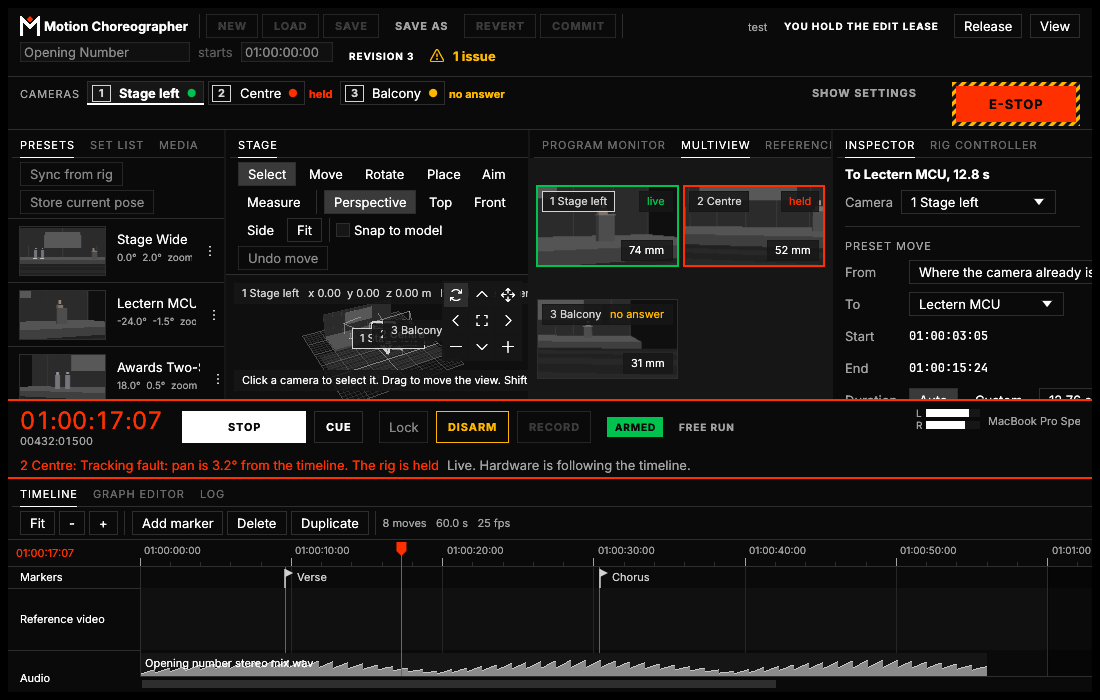 Motion Choreographer NEW LOAD SAVE SAVE AS REVERT COMMIT test YOU HOLD THE EDIT LEASE Release View
Opening Number starts 01:00:00:00 REVISION 3 1 issue
CAMERAS 1 Stage left 2 Centre held 3 Balcony no answer SHOW SETTINGS E-STOP
PRESETS SET LIST MEDIA
Sync from rig
Store current pose
Stage Wide
0.0° 2.0° zoom
Lectern MCU
-24.0° -1.5° zoo
Awards Two-S
18.0° 0.5° zoom
STAGE
Select Move Rotate Place Aim
Measure Perspective Top Front
Side Fit Snap to model
Undo move
1 Stage left x 0.00 y 0.00 z 0.00 m
3 Balcony
1 S
Click a camera to select it. Drag to move the view. Shift
PROGRAM MONITOR MULTIVIEW REFERENC
1 Stage left live
74 mm
2 Centre held
52 mm
3 Balcony no answer
31 mm
INSPECTOR RIG CONTROLLER
To Lectern MCU, 12.8 s
Camera 1 Stage left
PRESET MOVE
From Where the camera already is
To Lectern MCU
Start 01:00:03:05
End 01:00:15:24
Duration Auto Custom 12.76 s
01:00:17:07
00432:01500
STOP CUE Lock DISARM RECORD ARMED FREE RUN
L
R
MacBook Pro Spe
2 Centre: Tracking fault: pan is 3.2° from the timeline. The rig is held Live. Hardware is following the timeline.
TIMELINE GRAPH EDITOR LOG
Fit - + Add marker Delete Duplicate 8 moves 60.0 s 25 fps
01:00:17:07 01:00:00:00 01:00:10:00 01:00:20:00 01:00:30:00 01:00:40:00 01:00:50:00 01:01:00
Markers Verse Chorus
Reference video
Opening number stereo mix.wav
Audio